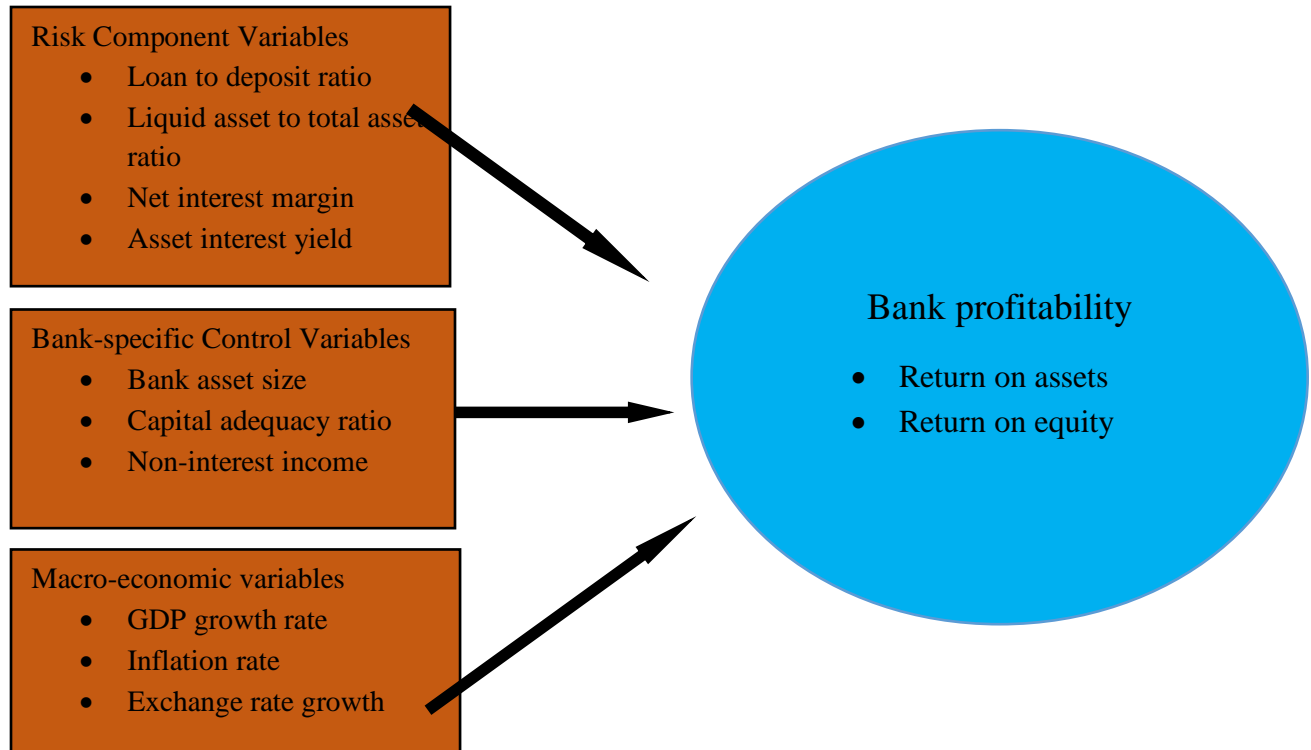 Risk Component Variables
• Loan to deposit ratio
• Liquid asset to total asset
ratio
• Net interest margin
• Asset interest yield
Bank-specific Control Variables
• Bank asset size
• Capital adequacy ratio
• Non-interest income
Macro-economic variables
• GDP growth rate
• Inflation rate
• Exchange rate growth
Bank profitability
• Return on assets
• Return on equity